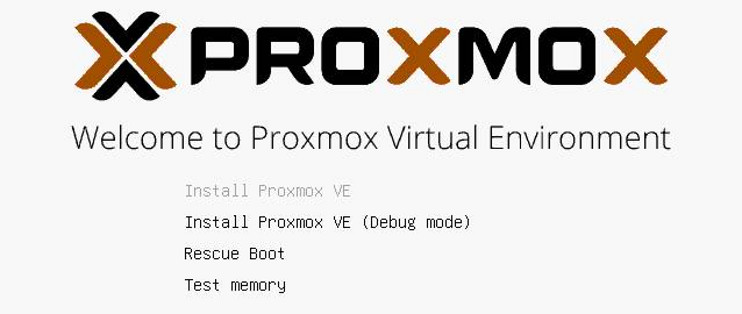 PROXMOX
Welcome to Proxmox Virtual Environment
Install Proxmox VE
Install Proxmox VE (Debug mode)
Rescue Boot
Test memory